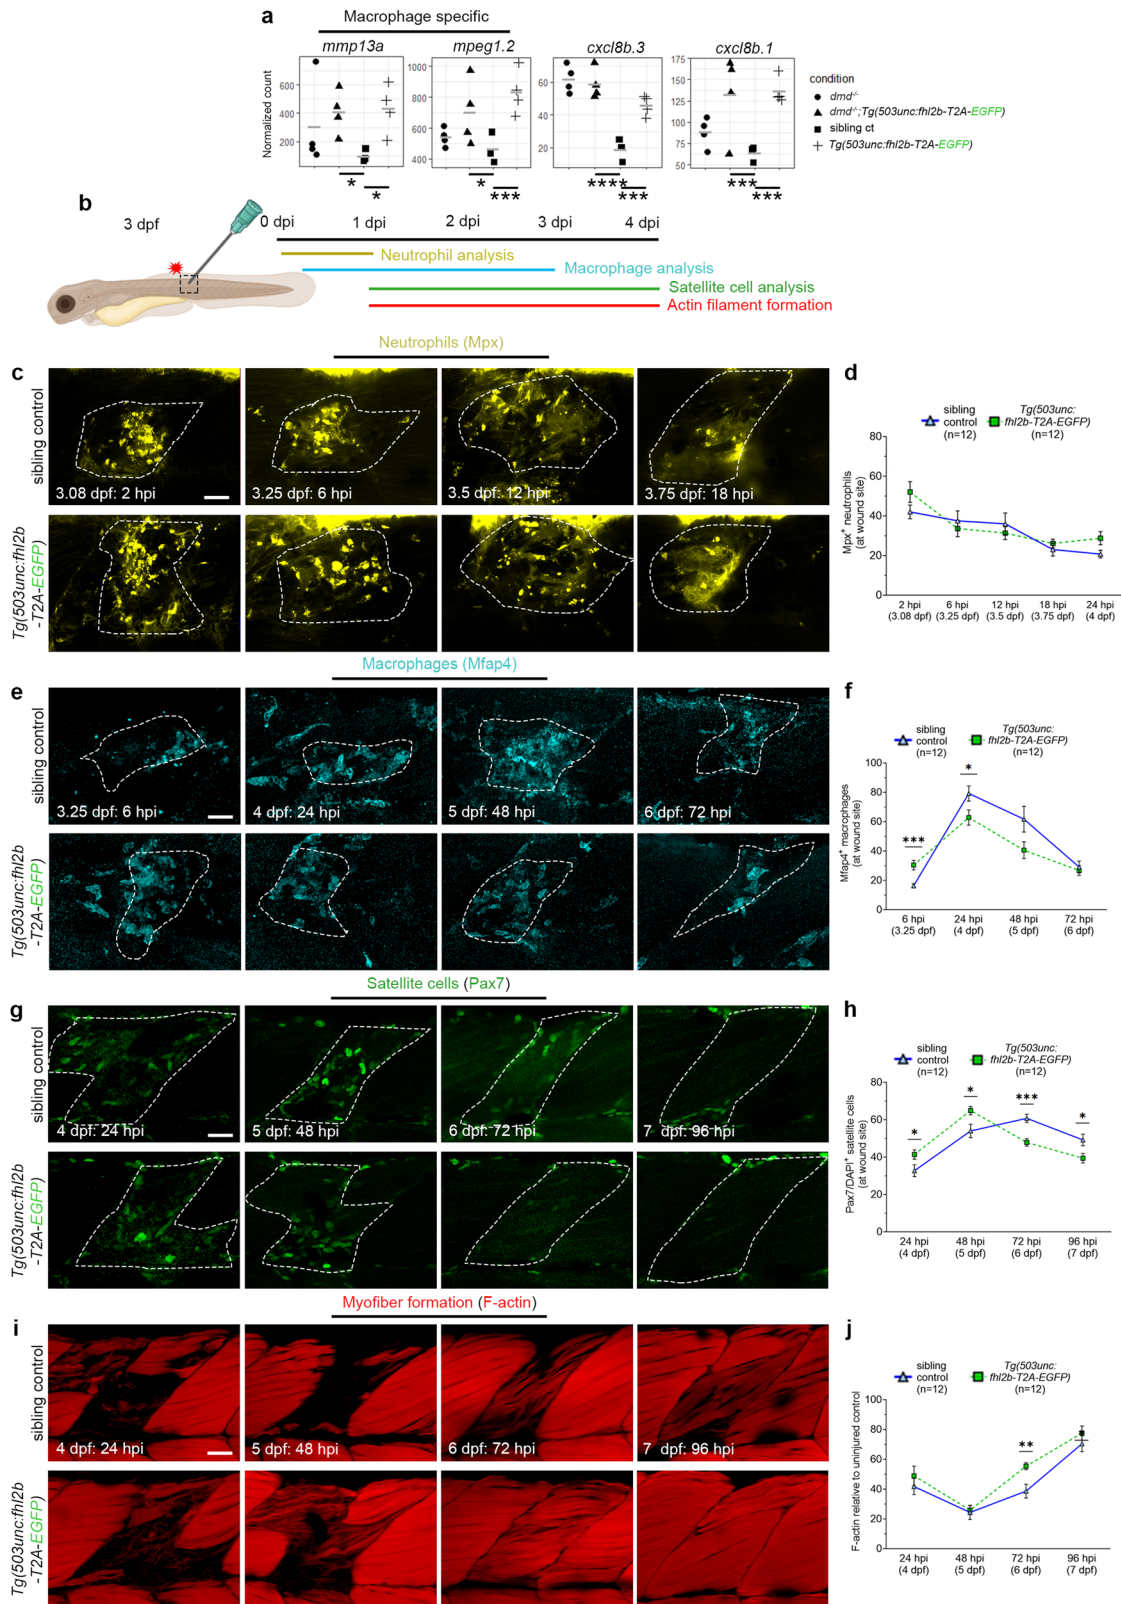 a
Macrophage specific
mmp13a
mpeg1.2
cxcl8b.3
cxcl8b.1
Normalized count
600
400
200
1000
800
600
400
60
40
20
175
150
125
100
75
50
*
*
*
***
****
***
***
***
condition
dmd-/-
dmd-/-;Tg(503unc:fhl2b-T2A-EGFP)
sibling ct
Tg(503unc:fhl2b-T2A-EGFP)
b
3 dpf
0 dpi
1 dpi
2 dpi
3 dpi
4 dpi
Neutrophil analysis
Macrophage analysis
Satellite cell analysis
Actin filament formation
Neutrophils (Mpx)
c
sibling control
3.08 dpf: 2 hpi
3.25 dpf: 6 hpi
3.5 dpf: 12 hpi
3.75 dpf: 18 hpi
Tg(503unc:fhl2b
-T2A-EGFP)
d
sibling
control
(n=12)
Tg(503unc:
fhl2b-T2A-EGFP)
(n=12)
Mpx+ neutrophils
(at wound site)
80
60
40
20
0
2 hpi
(3.08 dpf)
6 hpi
(3.25 dpf)
12 hpi
(3.5 dpf)
18 hpi
(3.75 dpf)
24 hpi
(4 dpf)
Macrophages (Mfap4)
e
sibling control
3.25 dpf: 6 hpi
4 dpf: 24 hpi
5 dpf: 48 hpi
6 dpf: 72 hpi
Tg(503unc:fhl2b
-T2A-EGFP)
f
sibling
control
(n=12)
Tg(503unc:
fhl2b-T2A-EGFP)
(n=12)
Mfap4+ macrophages
(at wound site)
100
80
60
40
20
0
***
*
6 hpi
(3.25 dpf)
24 hpi
(4 dpf)
48 hpi
(5 dpf)
72 hpi
(6 dpf)
Satellite cells (Pax7)
g
sibling control
4 dpf: 24 hpi
5 dpf: 48 hpi
6 dpf: 72 hpi
7 dpf: 96 hpi
Tg(503unc:fhl2b
-T2A-EGFP)
h
sibling
control
(n=12)
Tg(503unc:
fhl2b-T2A-EGFP)
(n=12)
Pax7/DAPI+ satellite cells
(at wound site)
80
60
40
20
0
*
*
***
*
24 hpi
(4 dpf)
48 hpi
(5 dpf)
72 hpi
(6 dpf)
96 hpi
(7 dpf)
Myofiber formation (F-actin)
i
sibling control
4 dpf: 24 hpi
5 dpf: 48 hpi
6 dpf: 72 hpi
7 dpf: 96 hpi
Tg(503unc:fhl2b
-T2A-EGFP)
j
sibling
control
(n=12)
Tg(503unc:
fhl2b-T2A-EGFP)
(n=12)
F-actin relative to uninjured control
100
80
60
40
20
0
**
24 hpi
(4 dpf)
48 hpi
(5 dpf)
72 hpi
(6 dpf)
96 hpi
(7 dpf)